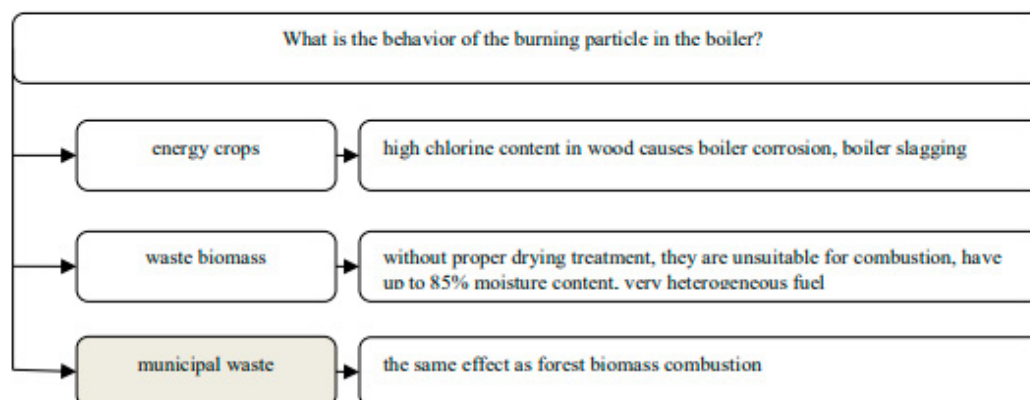 What is the behavior of the burning particle in the boiler?
energy crops
high chlorine content in wood causes boiler corrosion, boiler slagging
waste biomass
without proper drying treatment, they are unsuitable for combustion, have
up to 85% moisture content, very heterogeneous fuel
municipal waste
the same effect as forest biomass combustion